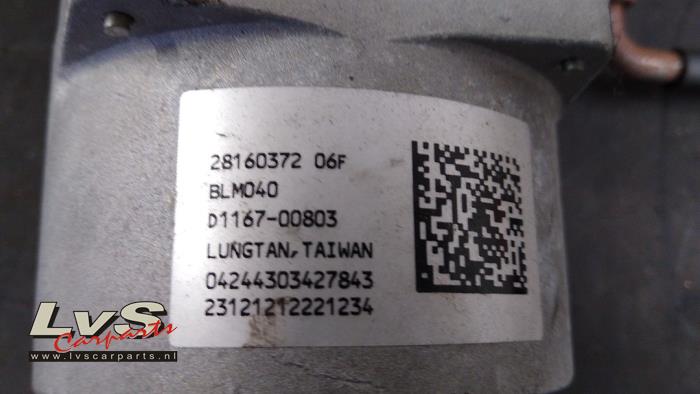 28160372 06F
BLM040
D1167-00803
LUNGTAN, TAIWAN
04244303427843
23121212221234
LvS
Carparts
www.lvscarparts.nl